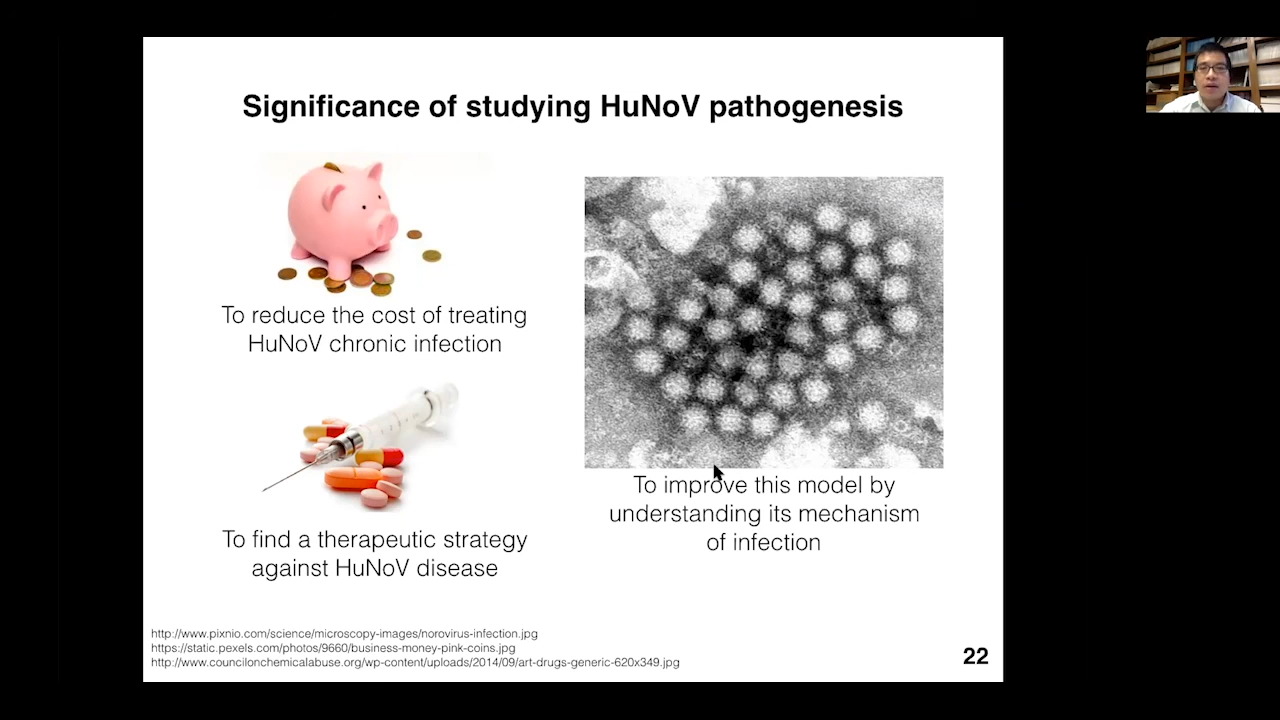 Significance of studying HuNoV pathogenesis
To reduce the cost of treating
HuNoV chronic infection
To find a therapeutic strategy
against HuNoV disease
To improve this model by
understanding its mechanism
of infection
http://www.pixnio.com/science/microscopy-images/norovirus-infection.jpg
https://static.pexels.com/photos/9660/business-money-pink-coins.jpg
http://www.councilonchemicalabuse.org/wp-content/uploads/2014/09/art-drugs-generic-620x349.jpg
22